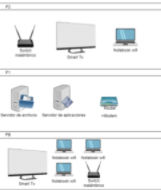 P2
Switch
inalámbrico
Smart Tv
Notebook wifi
P1
Servidor de archivos
Servidor de aplicaciones
Router
+Modem
PB
Notebook wifi
Notebook wifi
Smart Tv
Notebook wifi
Switch
inalámbrico